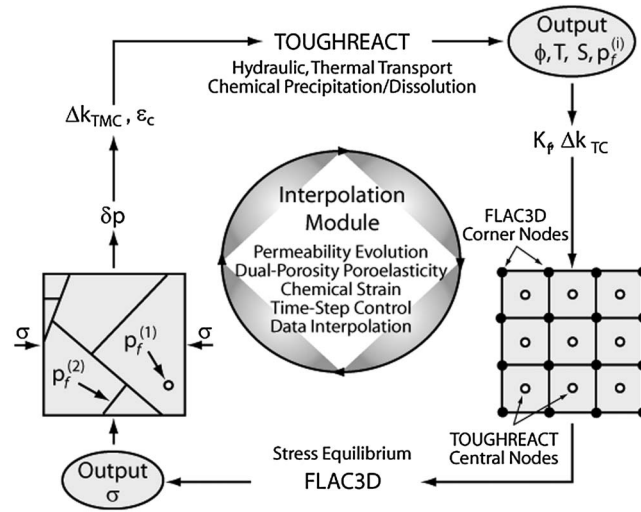 TOUGHREACT
Hydraulic, Thermal Transport
Chemical Precipitation/Dissolution
Output
ϕ, T, S, p_f^(i)
K_f, Δk_TC
FLAC3D
Corner Nodes
TOUGHREACT
Central Nodes
Stress Equilibrium
FLAC3D
Output
σ
σ
σ
p_f^(1)
p_f^(2)
δp
Δk_TMC, ε_c
Interpolation
Module
Permeability Evolution
Dual-Porosity Poroelasticity
Chemical Strain
Time-Step Control
Data Interpolation